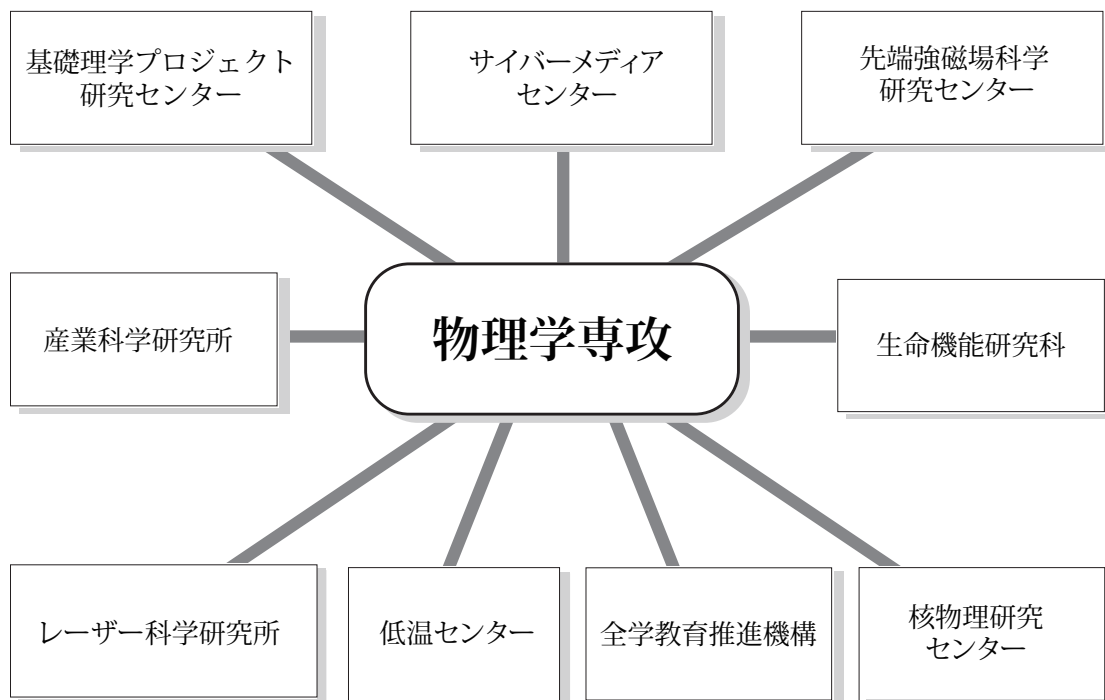 基礎理学プロジェクト
研究センター
サイバーメディア
センター
先端強磁場科学
研究センター
産業科学研究所
物理学専攻
生命機能研究科
レーザー科学研究所
低温センター
全学教育推進機構
核物理研究
センター